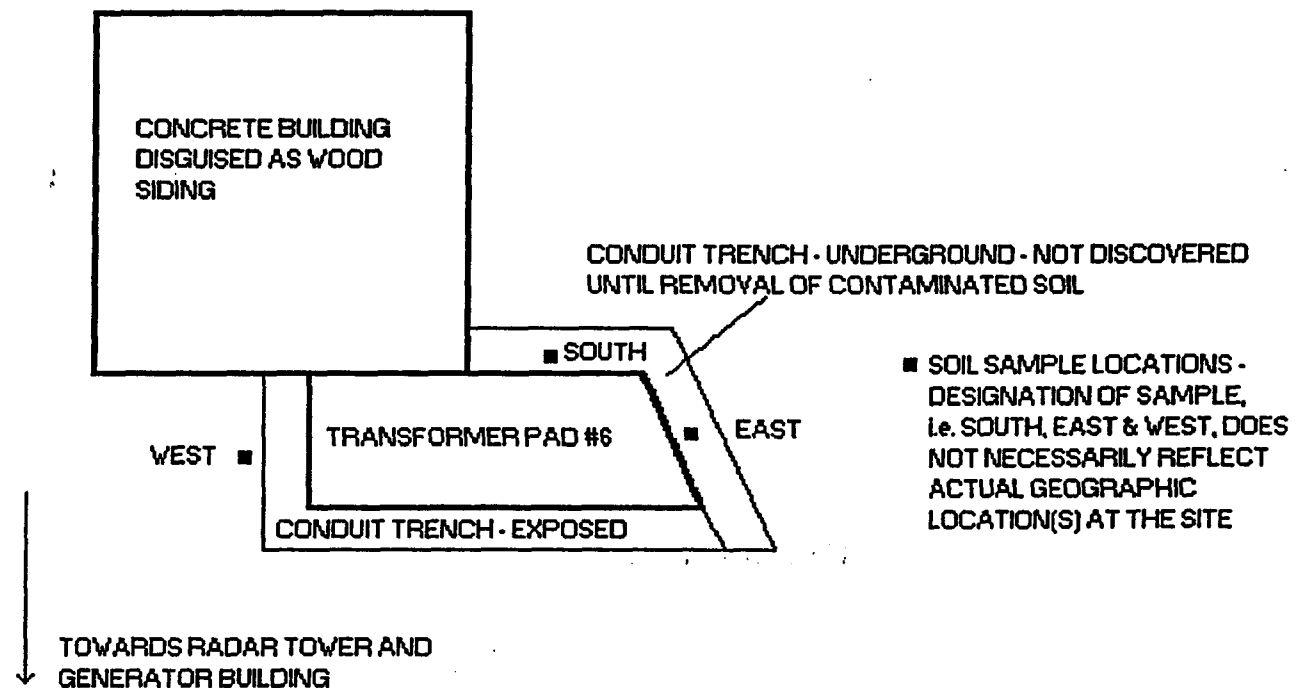 CONCRETE BUILDING
DISGUISED AS WOOD
SIDING
CONDUIT TRENCH - UNDERGROUND - NOT DISCOVERED
UNTIL REMOVAL OF CONTAMINATED SOIL
SOUTH
SOIL SAMPLE LOCATIONS -
DESIGNATION OF SAMPLE,
i.e. SOUTH, EAST & WEST, DOES
NOT NECESSARILY REFLECT
ACTUAL GEOGRAPHIC
LOCATION(S) AT THE SITE
TRANSFORMER PAD #6
EAST
WEST
CONDUIT TRENCH - EXPOSED
TOWARDS RADAR TOWER AND
GENERATOR BUILDING